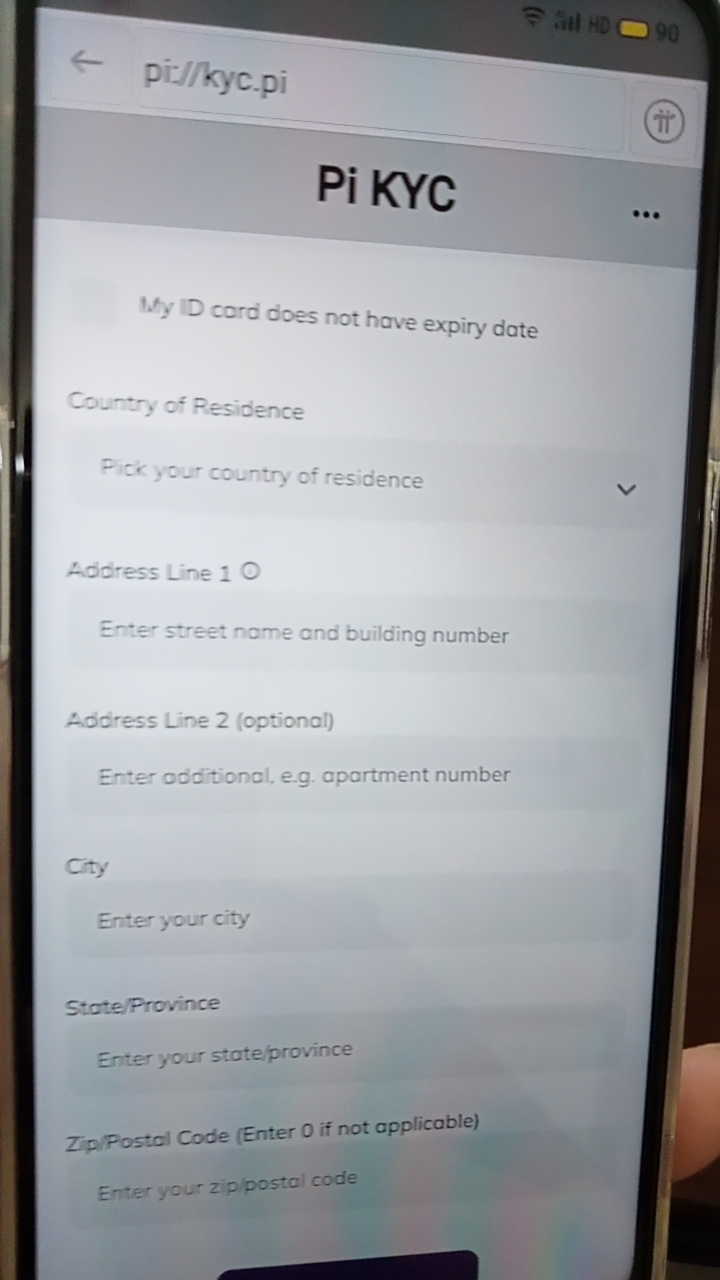 HD 90
pi://kyc.pi
Pi KYC
My ID card does not have expiry date
Country of Residence
Pick your country of residence
Address Line 1
Enter street name and building number
Address Line 2 (optional)
Enter additional, e.g. apartment number
City
Enter your city
State/Province
Enter your state/province
Zip/Postal Code (Enter 0 if not applicable)
Enter your zip/postal code